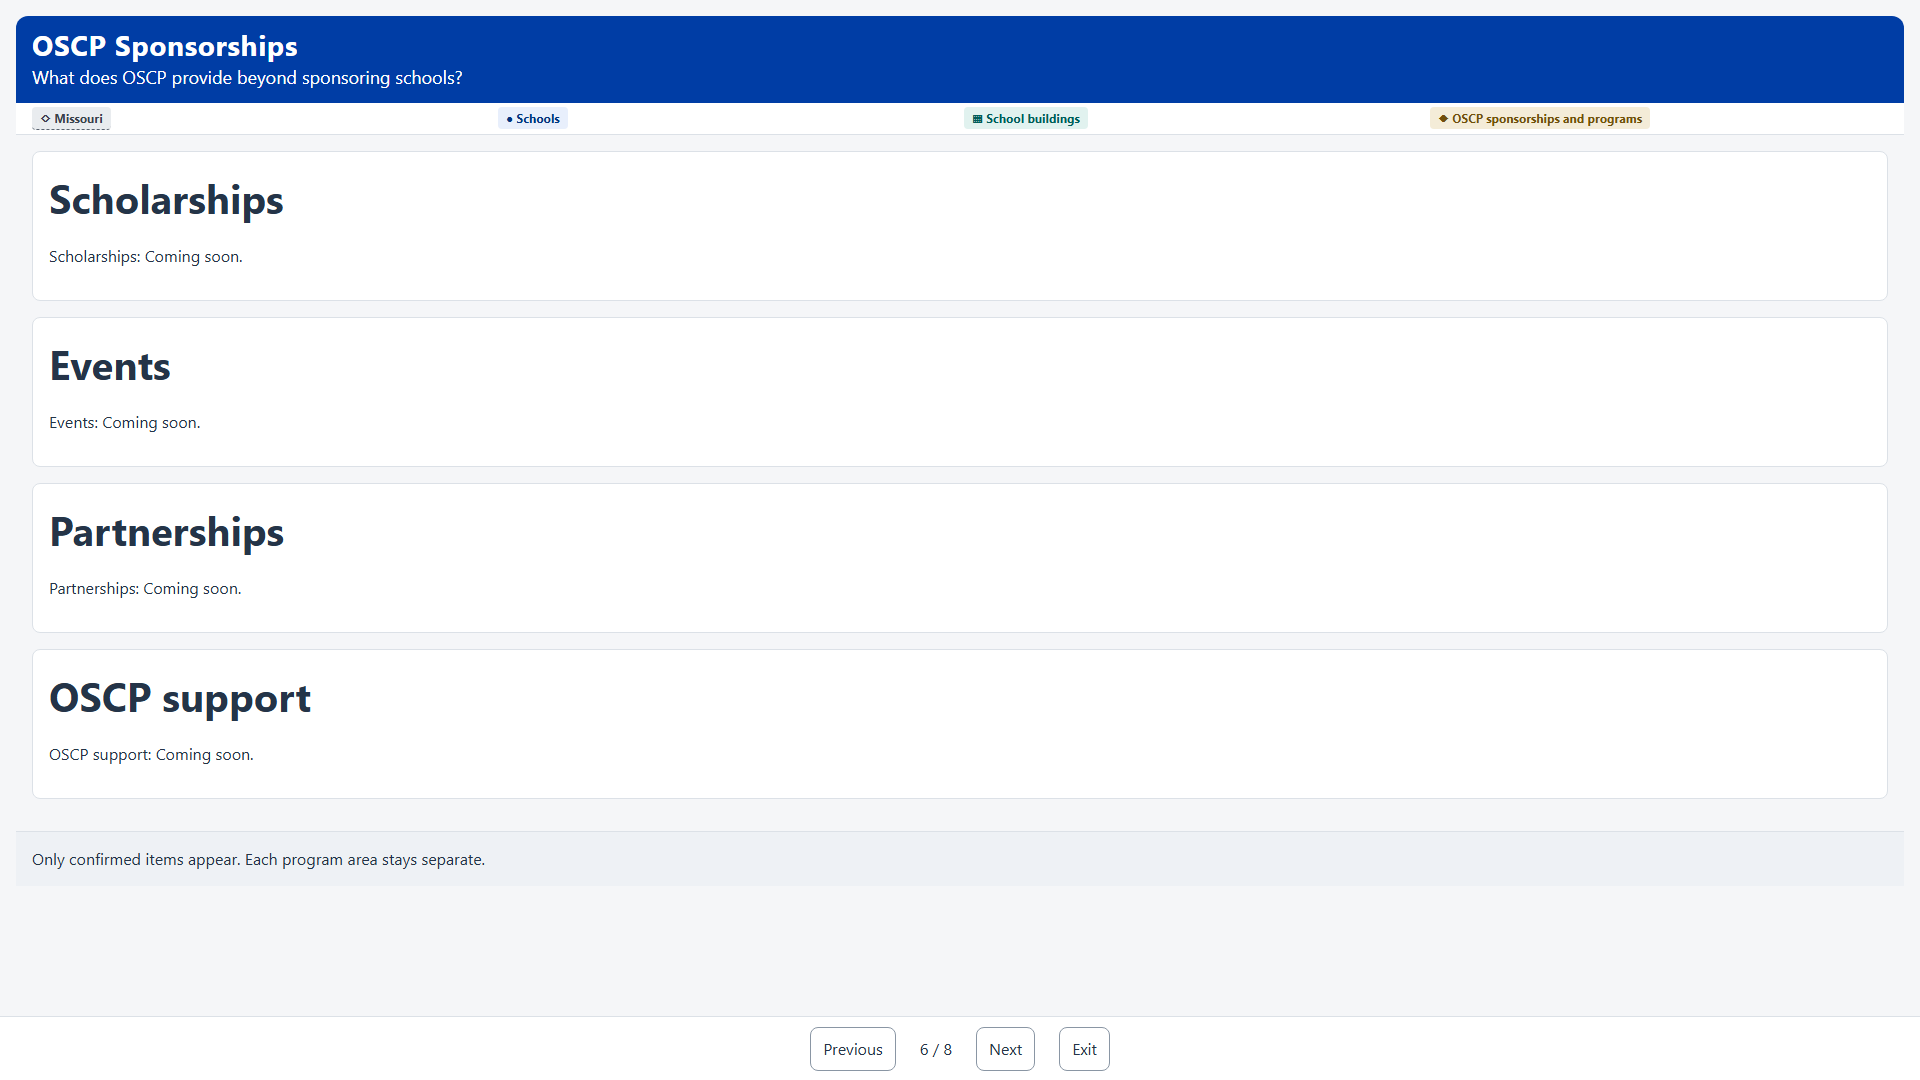 OSCP Sponsorships
What does OSCP provide beyond sponsoring schools?
Missouri
Schools
School buildings
OSCP sponsorships and programs
Scholarships
Scholarships: Coming soon.
Events
Events: Coming soon.
Partnerships
Partnerships: Coming soon.
OSCP support
OSCP support: Coming soon.
Only confirmed items appear. Each program area stays separate.
Previous
6 / 8
Next
Exit